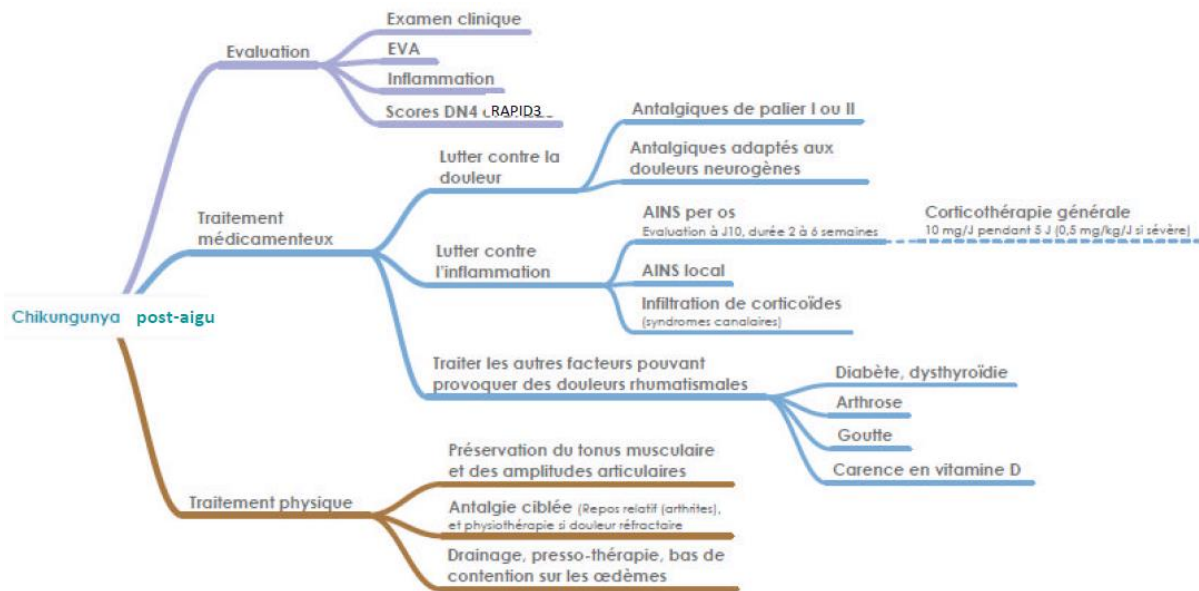 Examen clinique
Evaluation
EVA
Inflammation
Scores DN4 RAPID3
Antalgiques de palier I ou II
Lutter contre la
douleur
Antalgiques adaptés aux
douleurs neurogènes
Traitement
médicamenteux
AINS per os
Evaluation à J10, durée 2 à 6 semaines
Corticothérapie générale
10 mg/J pendant 5 J (0,5 mg/kg/J si sévère)
Lutter contre
l'inflammation
AINS local
Infiltration de corticoïdes
(syndromes canalaires)
Chikungunya post-aigu
Traiter les autres facteurs pouvant
provoquer des douleurs rhumatismales
Diabète, dysthyroïdie
Arthrose
Goutte
Carence en vitamine D
Préservation du tonus musculaire
et des amplitudes articulaires
Traitement physique
Antalgie ciblée (Repos relatif (arthrites),
et physiothérapie si douleur réfractaire
Drainage, presso-thérapie, bas de
contention sur les œdèmes